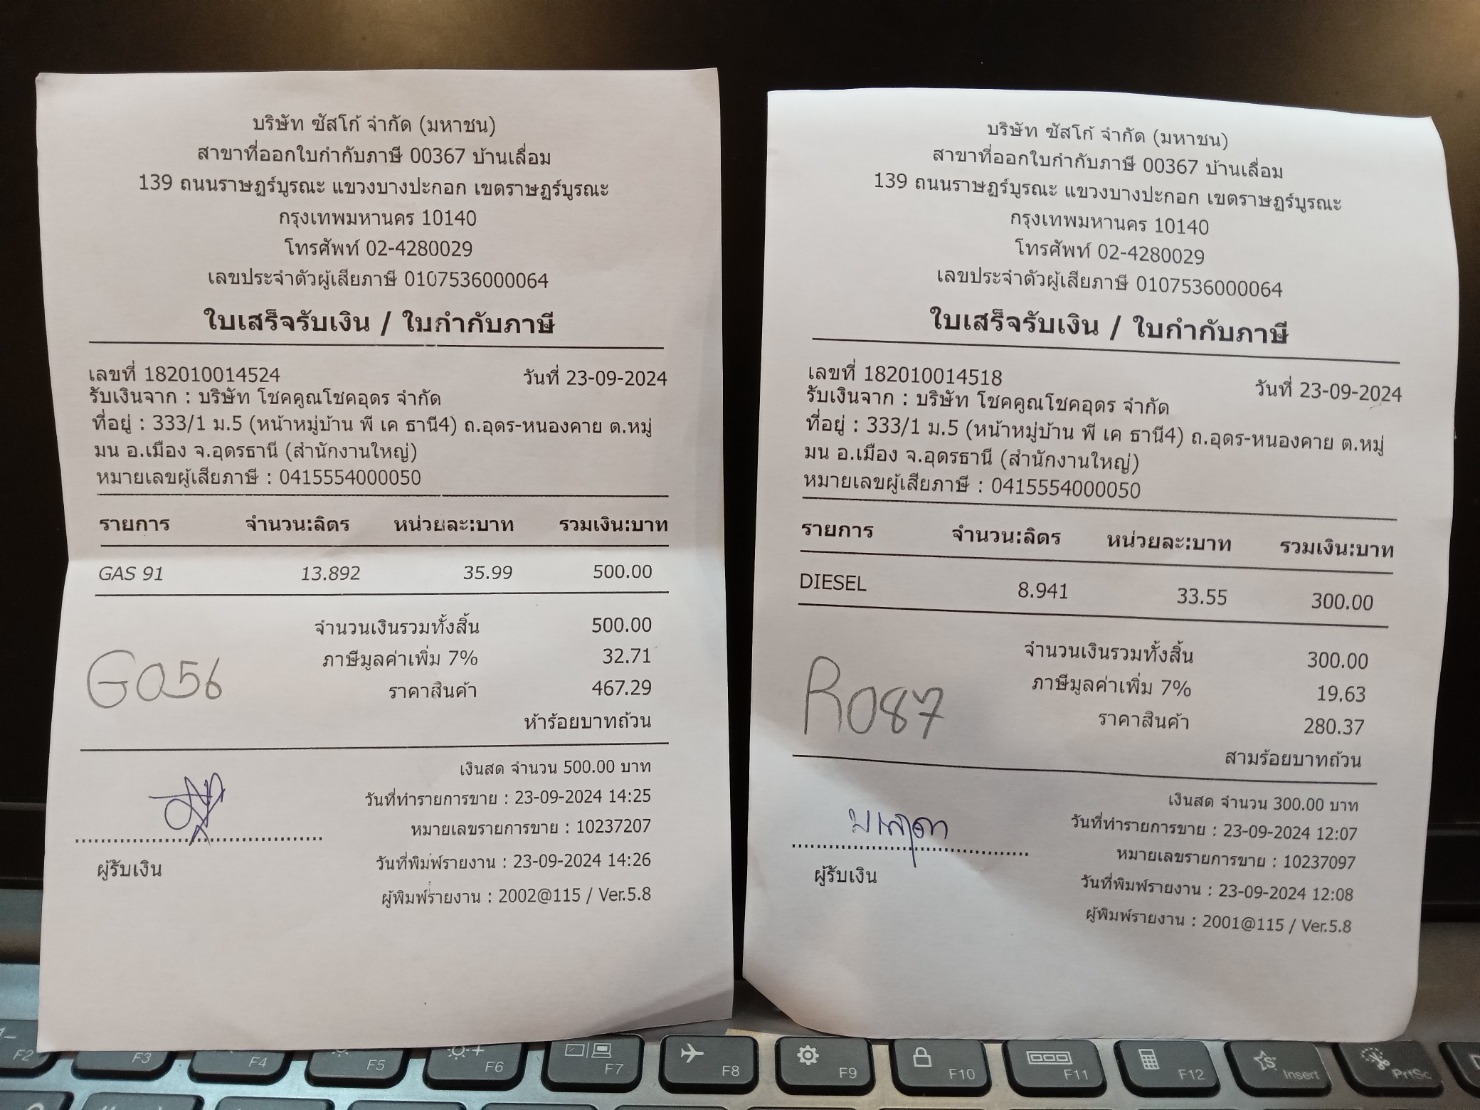 บริษัท ซัสโก้ จำกัด (มหาชน)
สาขาที่ออกใบกำกับภาษี 00367 บ้านเลื่อม
139 ถนนราษฎร์บูรณะ แขวงบางปะกอก เขตราษฎร์บูรณะ
กรุงเทพมหานคร 10140
โทรศัพท์ 02-4280029
เลขประจำตัวผู้เสียภาษี 0107536000064
ใบเสร็จรับเงิน / ใบกำกับภาษี
เลขที่ 182010014524 วันที่ 23-09-2024
รับเงินจาก : บริษัท โชคคูณโชคอุดร จำกัด
ที่อยู่ : 333/1 ม.5 (หน้าหมู่บ้าน พี เค ธานี4) ถ.อุดร-หนองคาย ต.หมู่
มน อ.เมือง จ.อุดรธานี (สำนักงานใหญ่)
หมายเลขผู้เสียภาษี : 0415554000050
รายการ จำนวน:ลิตร หน่วยละ:บาท รวมเงิน:บาท
GAS 91 13.892 35.99 500.00
จำนวนเงินรวมทั้งสิ้น 500.00
ภาษีมูลค่าเพิ่ม 7% 32.71
G056
ราคาสินค้า 467.29
ห้าร้อยบาทถ้วน
เงินสด จำนวน 500.00 บาท
วันที่ทำรายการขาย : 23-09-2024 14:25
หมายเลขรายการขาย : 10237207
ผู้รับเงิน
วันที่พิมพ์รายงาน : 23-09-2024 14:26
ผู้พิมพ์รายงาน : 2002@115 / Ver.5.8
บริษัท ซัสโก้ จำกัด (มหาชน)
สาขาที่ออกใบกำกับภาษี 00367 บ้านเลื่อม
139 ถนนราษฎร์บูรณะ แขวงบางปะกอก เขตราษฎร์บูรณะ
กรุงเทพมหานคร 10140
โทรศัพท์ 02-4280029
เลขประจำตัวผู้เสียภาษี 0107536000064
ใบเสร็จรับเงิน / ใบกำกับภาษี
เลขที่ 182010014518 วันที่ 23-09-2024
รับเงินจาก : บริษัท โชคคูณโชคอุดร จำกัด
ที่อยู่ : 333/1 ม.5 (หน้าหมู่บ้าน พี เค ธานี4) ถ.อุดร-หนองคาย ต.หมู่
มน อ.เมือง จ.อุดรธานี (สำนักงานใหญ่)
หมายเลขผู้เสียภาษี : 0415554000050
รายการ จำนวน:ลิตร หน่วยละ:บาท รวมเงิน:บาท
DIESEL 8.941 33.55 300.00
จำนวนเงินรวมทั้งสิ้น 300.00
ภาษีมูลค่าเพิ่ม 7% 19.63
R087
ราคาสินค้า 280.37
สามร้อยบาทถ้วน
เงินสด จำนวน 300.00 บาท
วันที่ทำรายการขาย : 23-09-2024 12:07
หมายเลขรายการขาย : 10237097
ผู้รับเงิน
วันที่พิมพ์รายงาน : 23-09-2024 12:08
ผู้พิมพ์รายงาน : 2001@115 / Ver.5.8
F2 F3 F4 F5 F6 F7 F8 F9 F10 F11 F12 Insert PrtSc